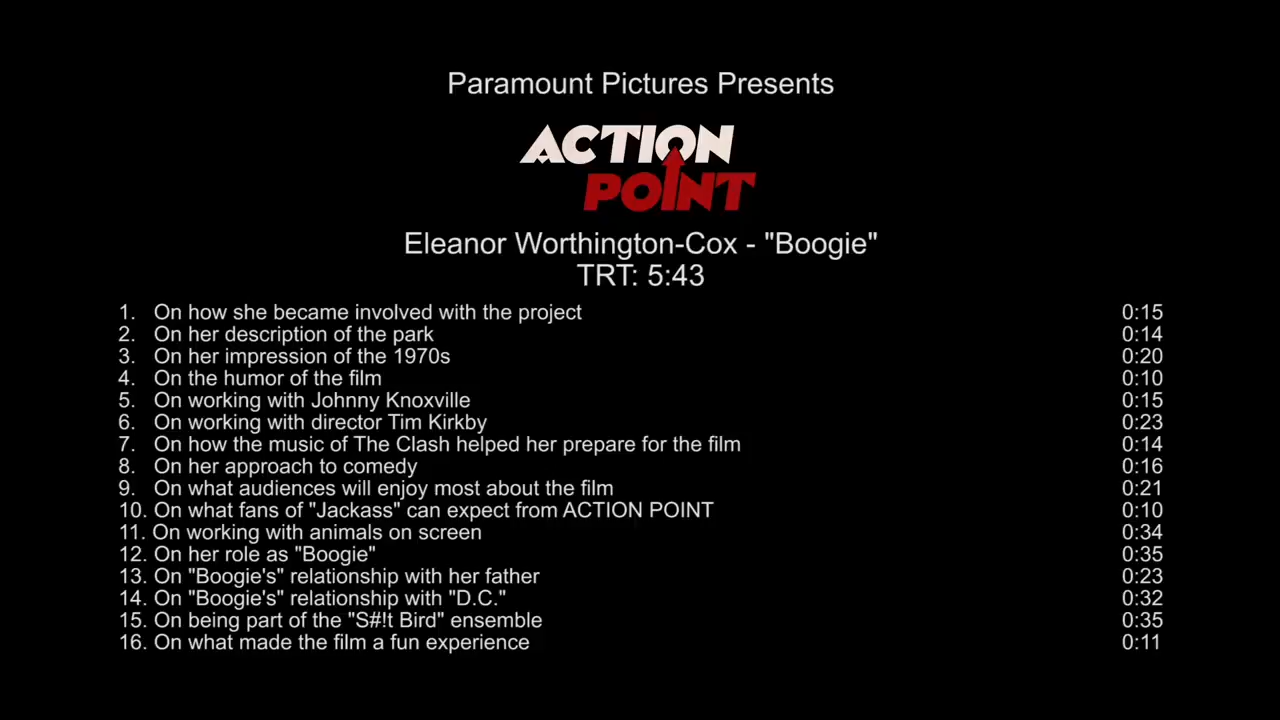 Paramount Pictures Presents
ACTION
POINT
Eleanor Worthington-Cox - "Boogie"
TRT: 5:43
1. On how she became involved with the project 0:15
2. On her description of the park 0:14
3. On her impression of the 1970s 0:20
4. On the humor of the film 0:10
5. On working with Johnny Knoxville 0:15
6. On working with director Tim Kirkby 0:23
7. On how the music of The Clash helped her prepare for the film 0:14
8. On her approach to comedy 0:16
9. On what audiences will enjoy most about the film 0:21
10. On what fans of "Jackass" can expect from ACTION POINT 0:10
11. On working with animals on screen 0:34
12. On her role as "Boogie" 0:35
13. On "Boogie's" relationship with her father 0:23
14. On "Boogie's" relationship with "D.C." 0:32
15. On being part of the "S#!t Bird" ensemble 0:35
16. On what made the film a fun experience 0:11